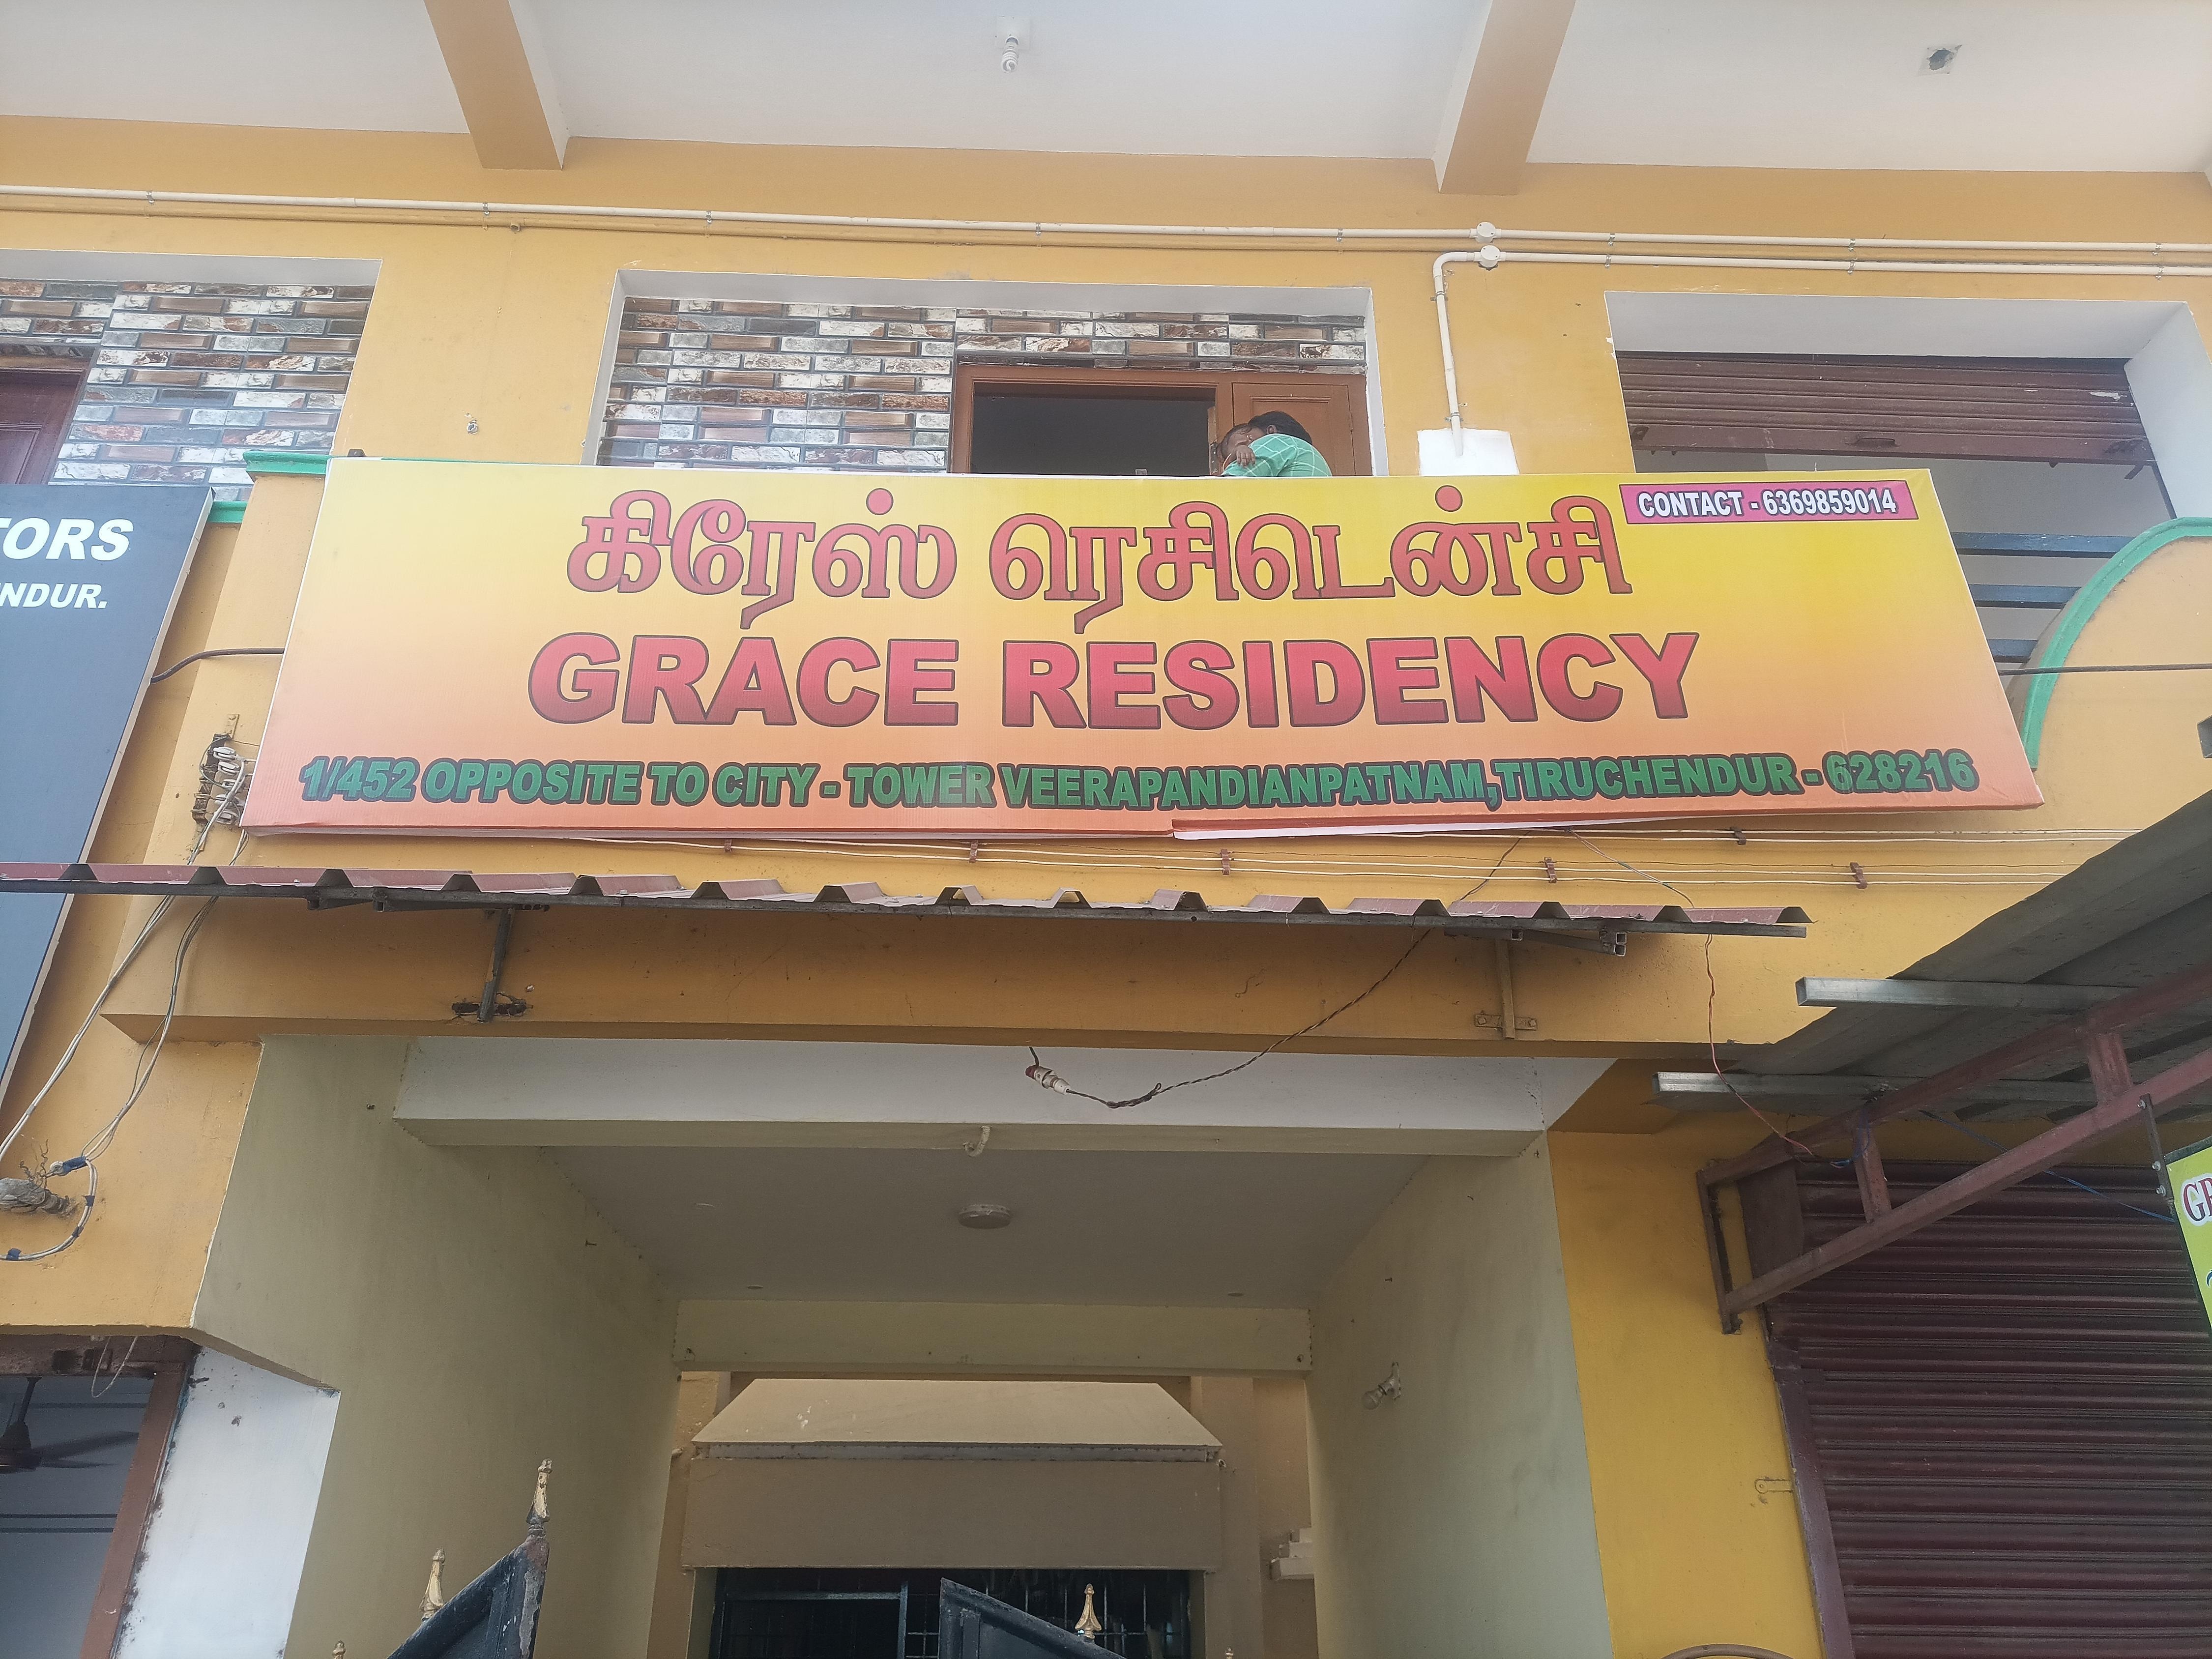 TORS
NDUR.
CONTACT - 6369859014
கிரேஸ் ரெசிடென்சி
GRACE RESIDENCY
1/452 OPPOSITE TO CITY - TOWER VEERAPANDIANPATNAM,TIRUCHENDUR - 628216